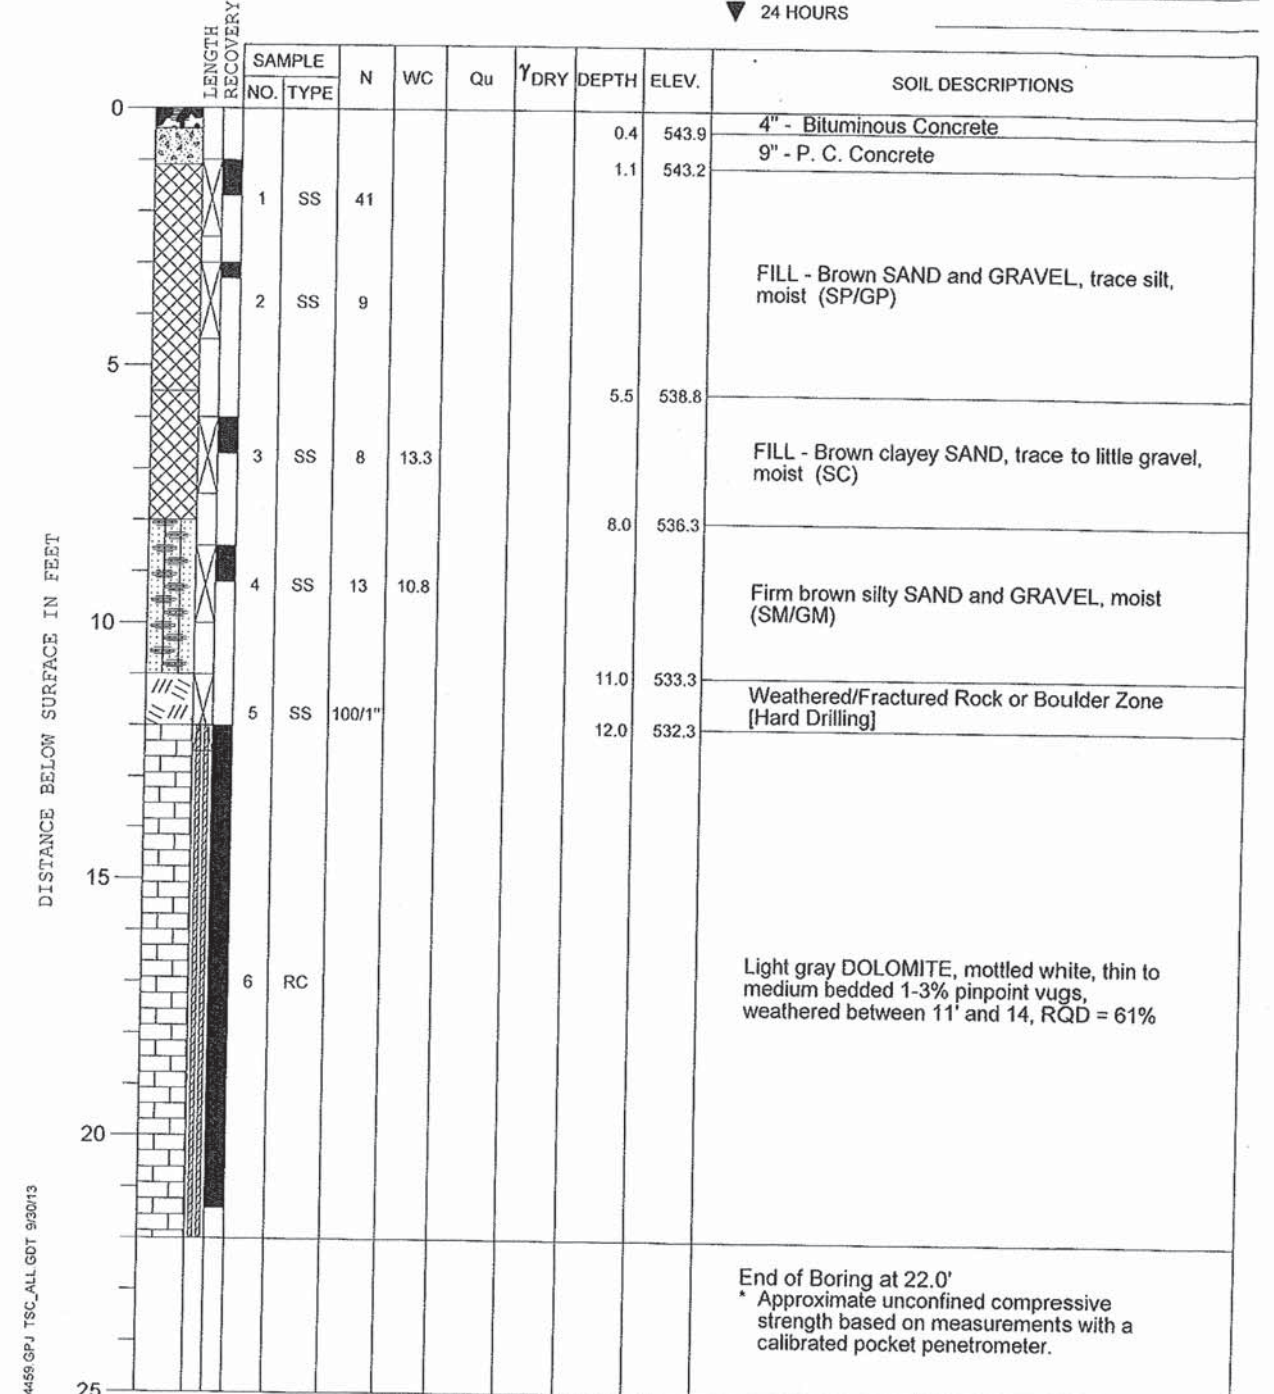 ▼ 24 HOURS
LENGTH
RECOVERY
SAMPLE
NO. TYPE N WC Qu γDRY DEPTH ELEV. SOIL DESCRIPTIONS
0
0.4 543.9 4" - Bituminous Concrete
9" - P. C. Concrete
1.1 543.2
1 SS 41
FILL - Brown SAND and GRAVEL, trace silt,
moist (SP/GP)
2 SS 9
5
5.5 538.8
3 SS 8 13.3 FILL - Brown clayey SAND, trace to little gravel,
moist (SC)
8.0 536.3
4 SS 13 10.8 Firm brown silty SAND and GRAVEL, moist
(SM/GM)
10
11.0 533.3
Weathered/Fractured Rock or Boulder Zone
5 SS 100/1" [Hard Drilling]
12.0 532.3
15
6 RC Light gray DOLOMITE, mottled white, thin to
medium bedded 1-3% pinpoint vugs,
weathered between 11' and 14, RQD = 61%
20
End of Boring at 22.0'
* Approximate unconfined compressive
strength based on measurements with a
calibrated pocket penetrometer.
25
DISTANCE BELOW SURFACE IN FEET
4459.GPJ TSC_ALL.GDT 9/30/13